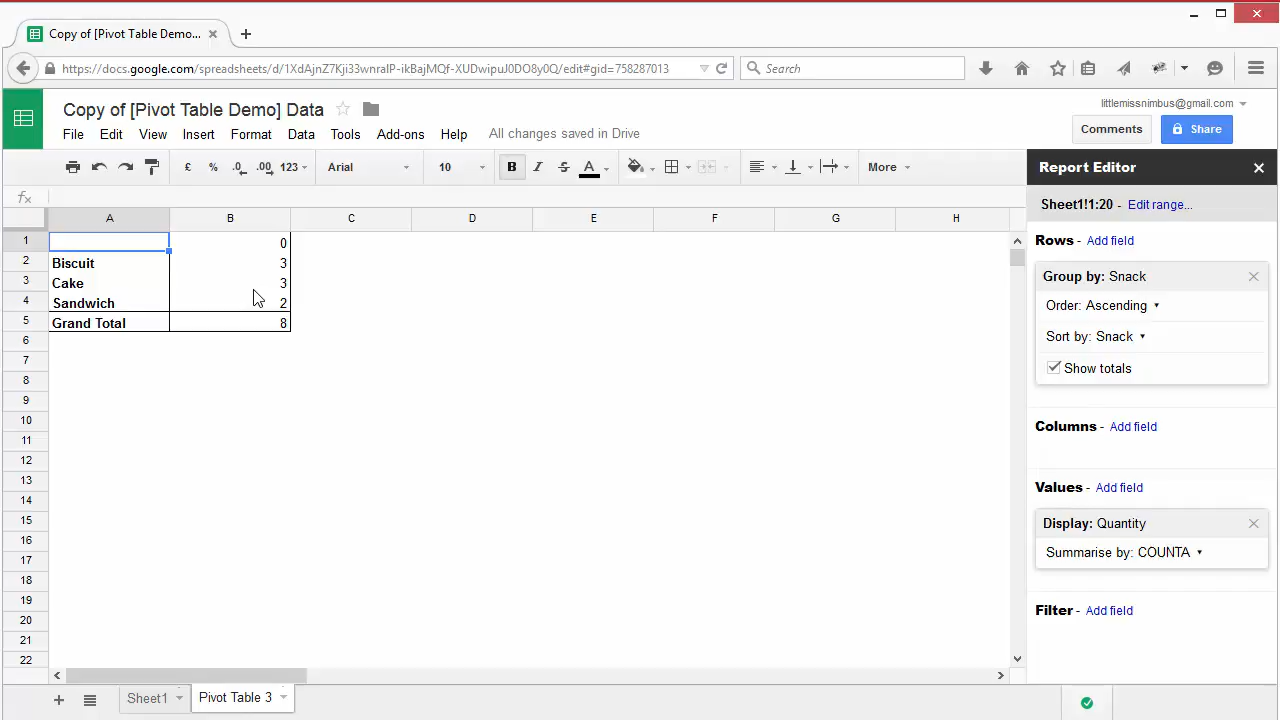 Copy of [Pivot Table Demo...
https://docs.google.com/spreadsheets/d/1XdAjnZ7Kji33wnraIP-ikBajMQf-XUDwipuJ0DO8y0Q/edit#gid=758287013
Search
Copy of [Pivot Table Demo] Data
littlemissnimbus@gmail.com
File Edit View Insert Format Data Tools Add-ons Help All changes saved in Drive
Comments
Share
£ % .0 .00 123 Arial 10 B I S A More
Report Editor
fx
Sheet1!1:20 - Edit range...
A B C D E F G H
1 0
2 Biscuit 3
3 Cake 3
4 Sandwich 2
5 Grand Total 8
6
7
8
9
10
11
12
13
14
15
16
17
18
19
20
21
22
Rows - Add field
Group by: Snack
Order: Ascending
Sort by: Snack
Show totals
Columns - Add field
Values - Add field
Display: Quantity
Summarise by: COUNTA
Filter - Add field
Sheet1
Pivot Table 3